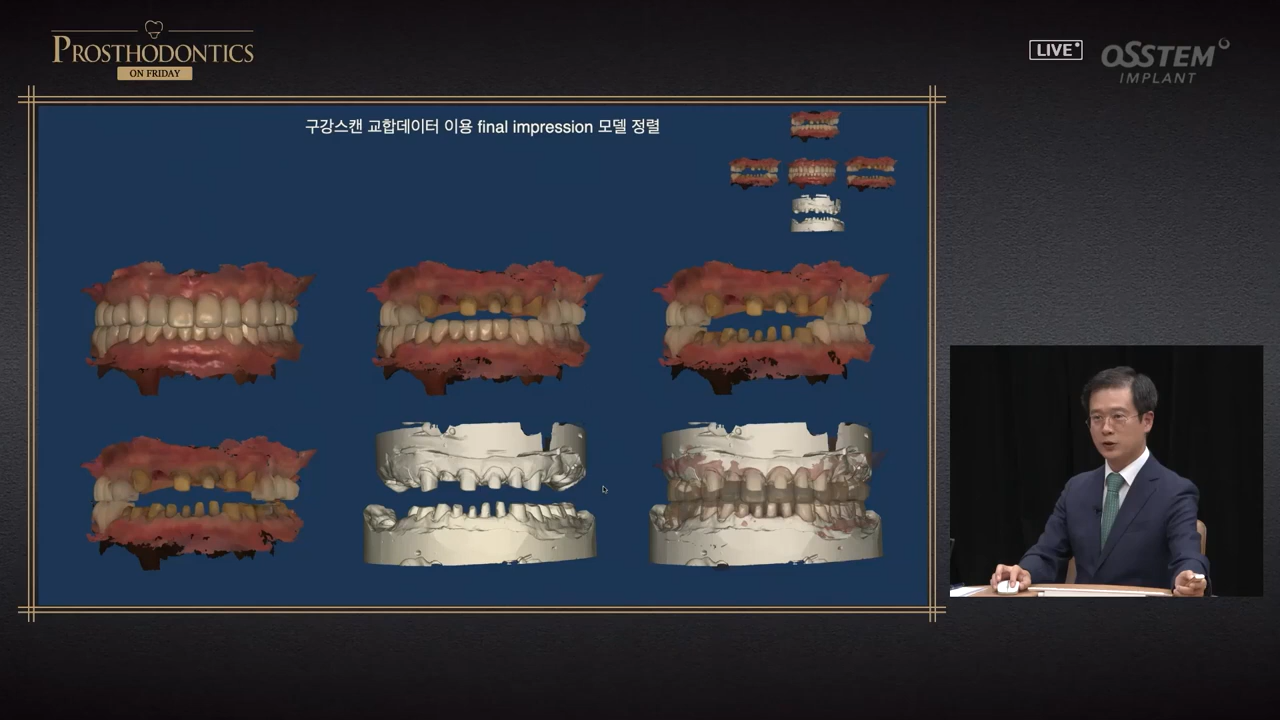 PROSTHODONTICS
ON FRIDAY
LIVE
OSSTEM
IMPLANT
구강스캔 교합데이터 이용 final impression 모델 정렬